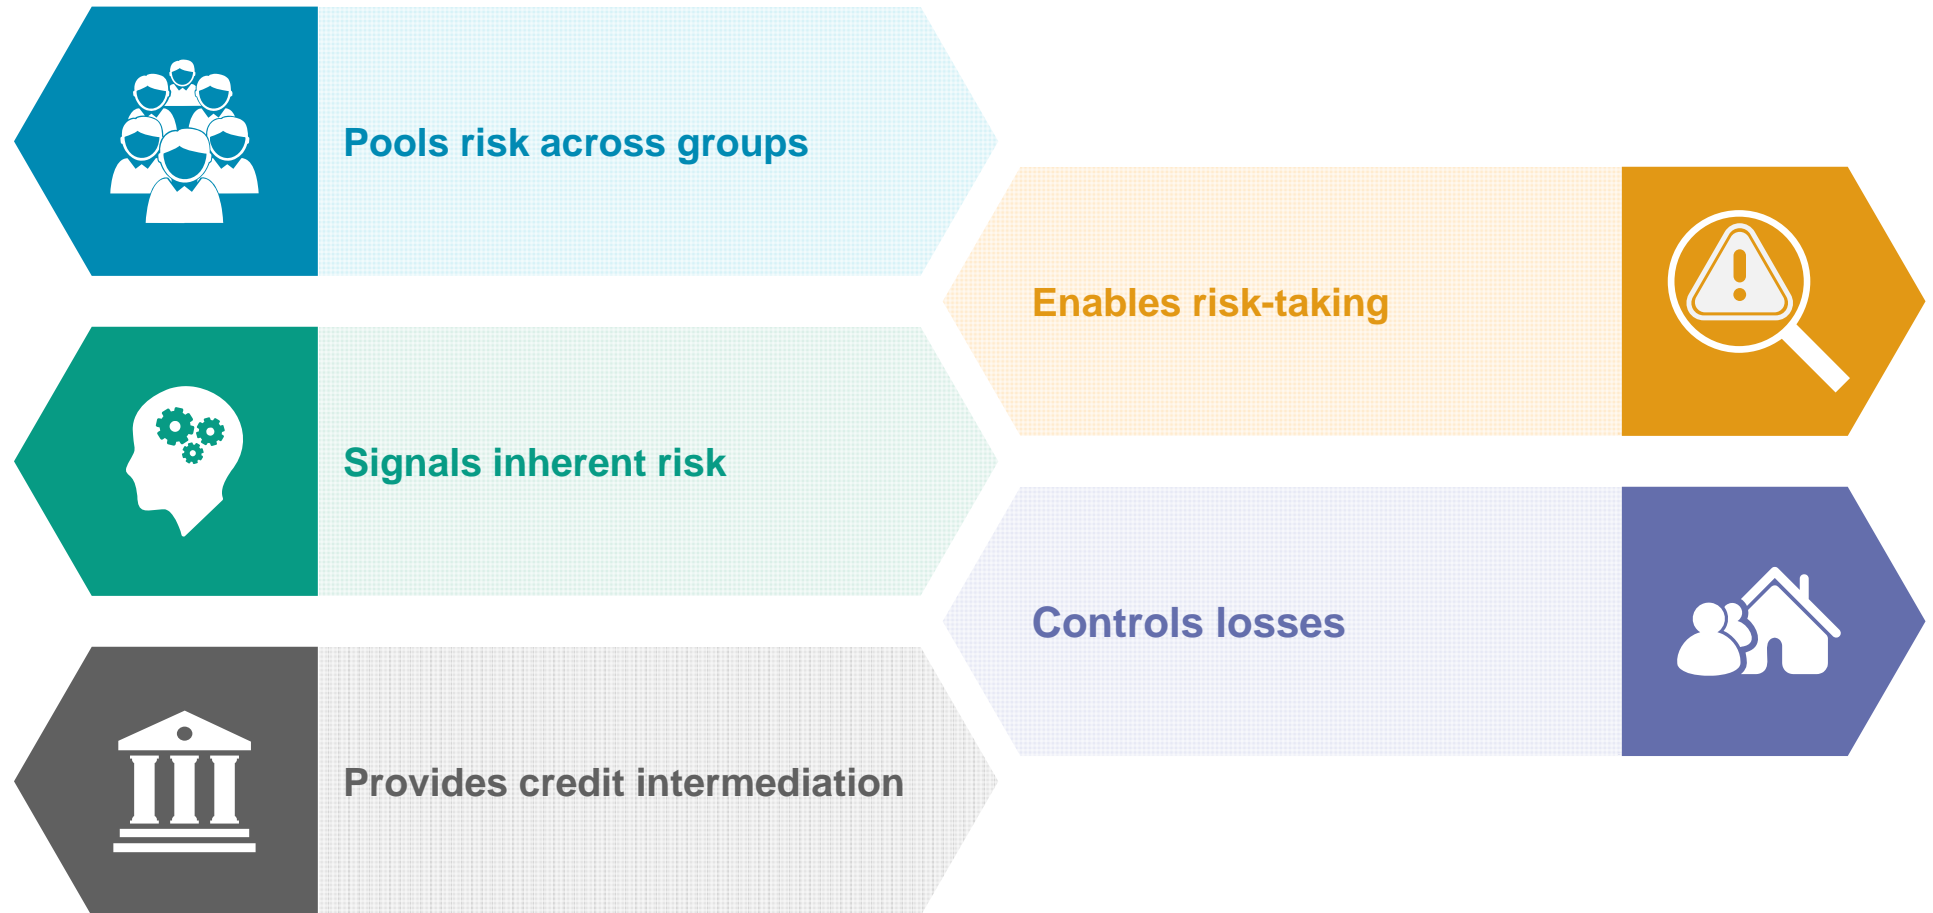 Pools risk across groups
Enables risk-taking
Signals inherent risk
Controls losses
Provides credit intermediation